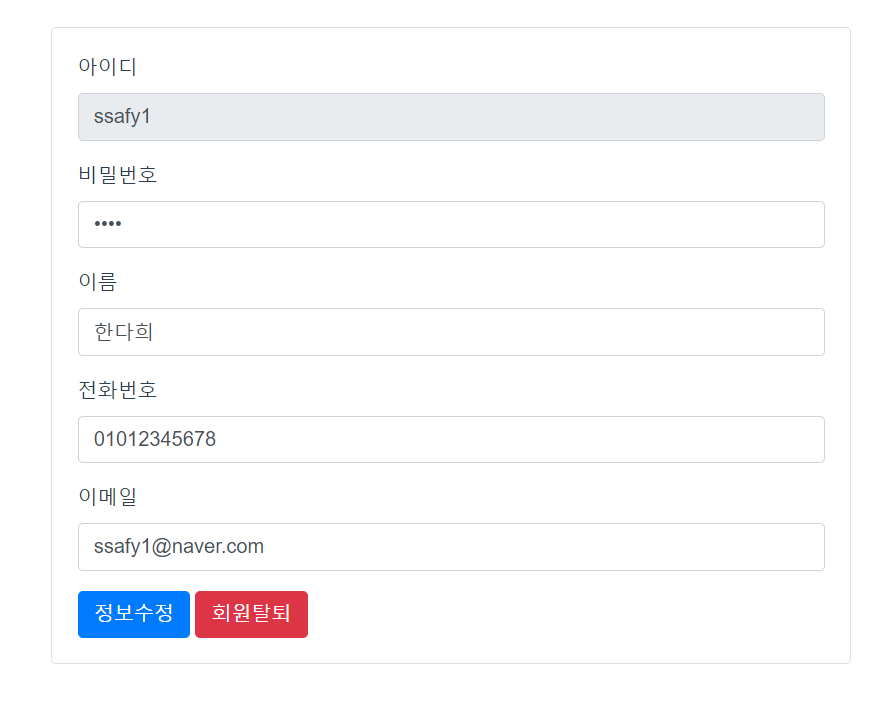 아이디
ssafy1
비밀번호
••••
이름
한다희
전화번호
01012345678
이메일
ssafy1@naver.com
정보수정 회원탈퇴